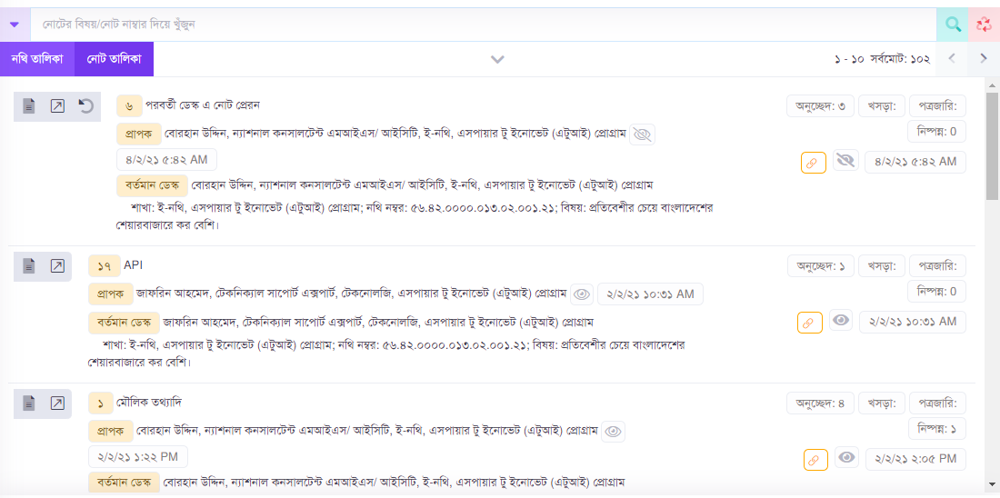 নোটের বিষয়/নোট নাম্বার দিয়ে খুঁজুন
নথি তালিকা নোট তালিকা ১ - ১০ সর্বমোট: ১০২
৬ পরবর্তী ডেস্ক এ নোট প্রেরন অনুচ্ছেদ: ৩ খসড়া: পত্রজারি:
প্রাপক বোরহান উদ্দিন, ন্যাশনাল কনসালটেন্ট এমআইএস/ আইসিটি, ই-নথি, এসপায়ার টু ইনোভেট (এটুআই) প্রোগ্রাম নিষ্পন্ন: 0
৪/২/২১ ৫:৪২ AM ৪/২/২১ ৫:৪২ AM
বর্তমান ডেস্ক বোরহান উদ্দিন, ন্যাশনাল কনসালটেন্ট এমআইএস/ আইসিটি, ই-নথি, এসপায়ার টু ইনোভেট (এটুআই) প্রোগ্রাম
শাখা: ই-নথি, এসপায়ার টু ইনোভেট (এটুআই) প্রোগ্রাম; নথি নম্বর: ৫৬.৪২.০০০০.০১৩.০২.০০১.২১; বিষয়: প্রতিবেশীর চেয়ে বাংলাদেশের
শেয়ারবাজারে কর বেশি।
১৭ API অনুচ্ছেদ: ১ খসড়া: পত্রজারি:
প্রাপক জাফরিন আহমেদ, টেকনিক্যাল সাপোর্ট এক্সপার্ট, টেকনোলজি, এসপায়ার টু ইনোভেট (এটুআই) প্রোগ্রাম ২/২/২১ ১০:৩১ AM নিষ্পন্ন: 0
বর্তমান ডেস্ক জাফরিন আহমেদ, টেকনিক্যাল সাপোর্ট এক্সপার্ট, টেকনোলজি, এসপায়ার টু ইনোভেট (এটুআই) প্রোগ্রাম ২/২/২১ ১০:৩১ AM
শাখা: ই-নথি, এসপায়ার টু ইনোভেট (এটুআই) প্রোগ্রাম; নথি নম্বর: ৫৬.৪২.০০০০.০১৩.০২.০০১.২১; বিষয়: প্রতিবেশীর চেয়ে বাংলাদেশের
শেয়ারবাজারে কর বেশি।
১ মৌলিক তথ্যাদি অনুচ্ছেদ: ৪ খসড়া: পত্রজারি:
প্রাপক বোরহান উদ্দিন, ন্যাশনাল কনসালটেন্ট এমআইএস/ আইসিটি, ই-নথি, এসপায়ার টু ইনোভেট (এটুআই) প্রোগ্রাম নিষ্পন্ন: ১
২/২/২১ ১:২২ PM ২/২/২১ ২:০৫ PM
বর্তমান ডেস্ক বোরহান উদ্দিন, ন্যাশনাল কনসালটেন্ট এমআইএস/ আইসিটি, ই-নথি, এসপায়ার টু ইনোভেট (এটুআই) প্রোগ্রাম